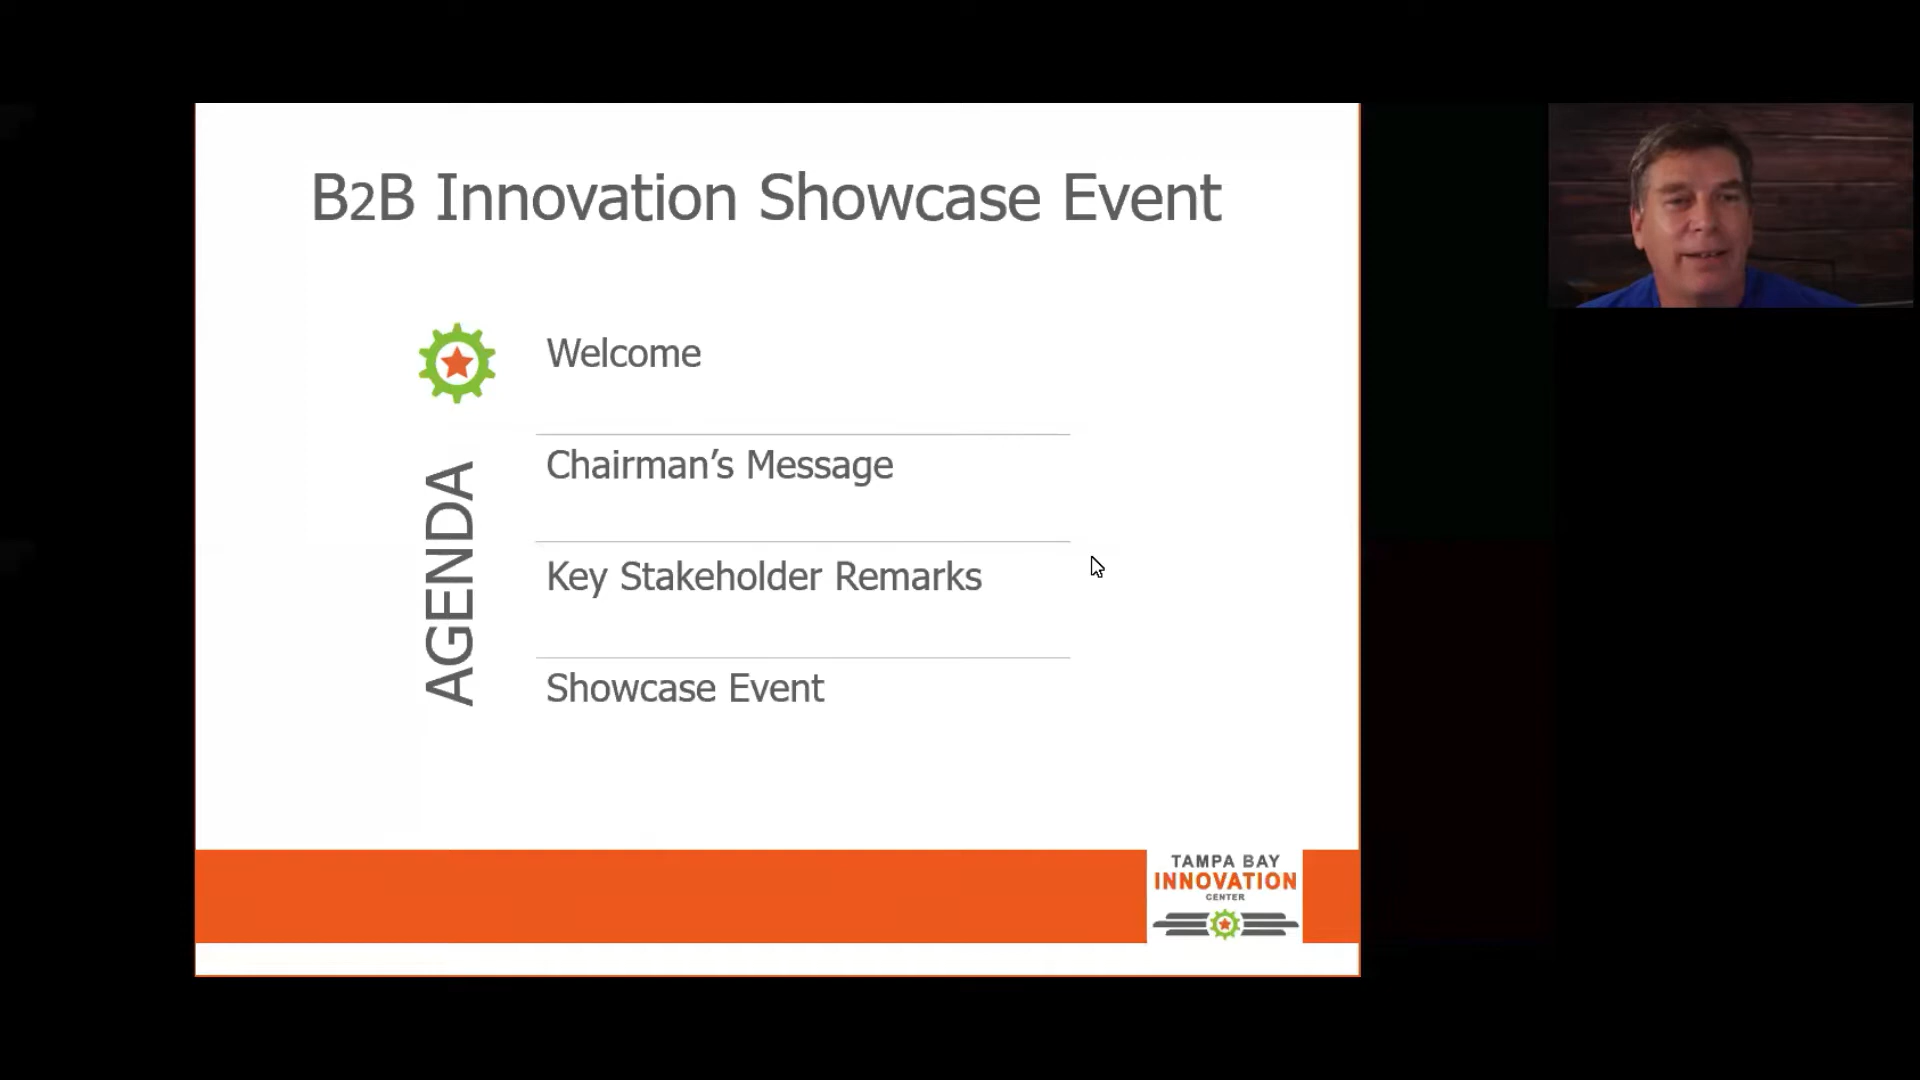 B2B Innovation Showcase Event
Welcome
Chairman’s Message
Key Stakeholder Remarks
Showcase Event
AGENDA
TAMPA BAY
INNOVATION
CENTER